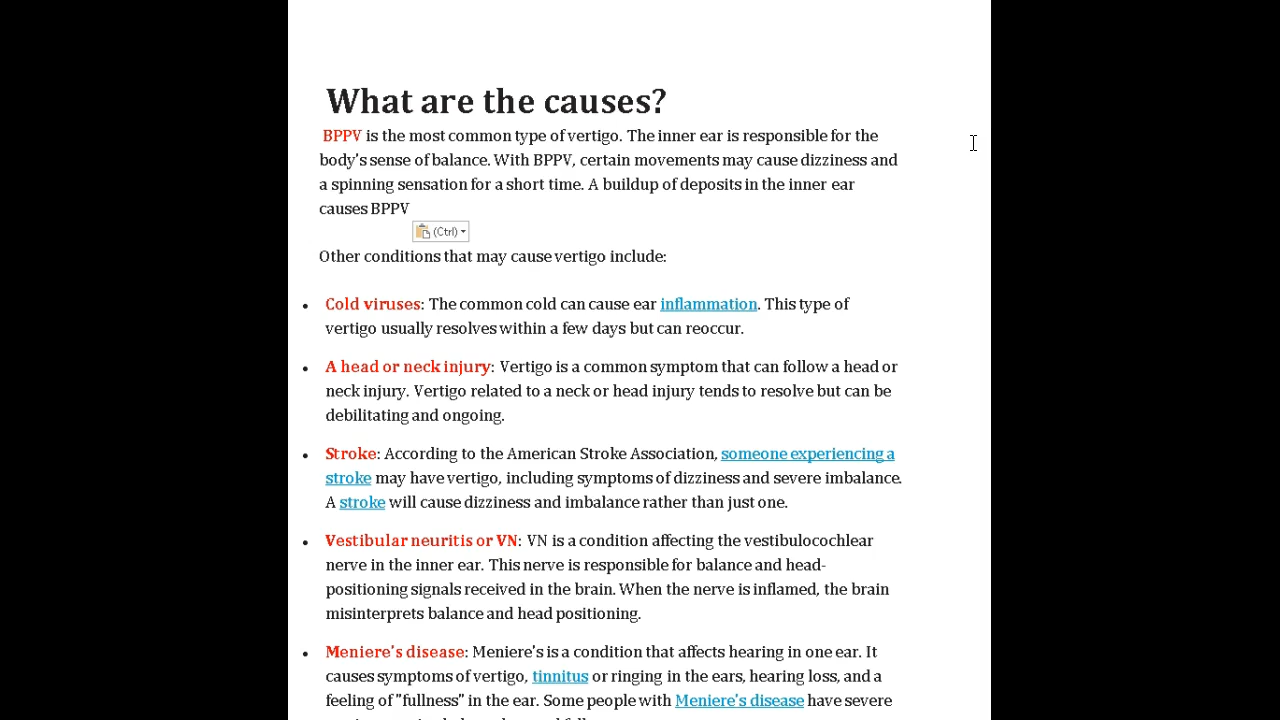 What are the causes?
BPPV is the most common type of vertigo. The inner ear is responsible for the
body's sense of balance. With BPPV, certain movements may cause dizziness and
a spinning sensation for a short time. A buildup of deposits in the inner ear
causes BPPV
(Ctrl)
Other conditions that may cause vertigo include:
• Cold viruses: The common cold can cause ear inflammation. This type of
vertigo usually resolves within a few days but can reoccur.
• A head or neck injury: Vertigo is a common symptom that can follow a head or
neck injury. Vertigo related to a neck or head injury tends to resolve but can be
debilitating and ongoing.
• Stroke: According to the American Stroke Association, someone experiencing a
stroke may have vertigo, including symptoms of dizziness and severe imbalance.
A stroke will cause dizziness and imbalance rather than just one.
• Vestibular neuritis or VN: VN is a condition affecting the vestibulocochlear
nerve in the inner ear. This nerve is responsible for balance and head-
positioning signals received in the brain. When the nerve is inflamed, the brain
misinterprets balance and head positioning.
• Meniere's disease: Meniere's is a condition that affects hearing in one ear. It
causes symptoms of vertigo, tinnitus or ringing in the ears, hearing loss, and a
feeling of "fullness" in the ear. Some people with Meniere's disease have severe